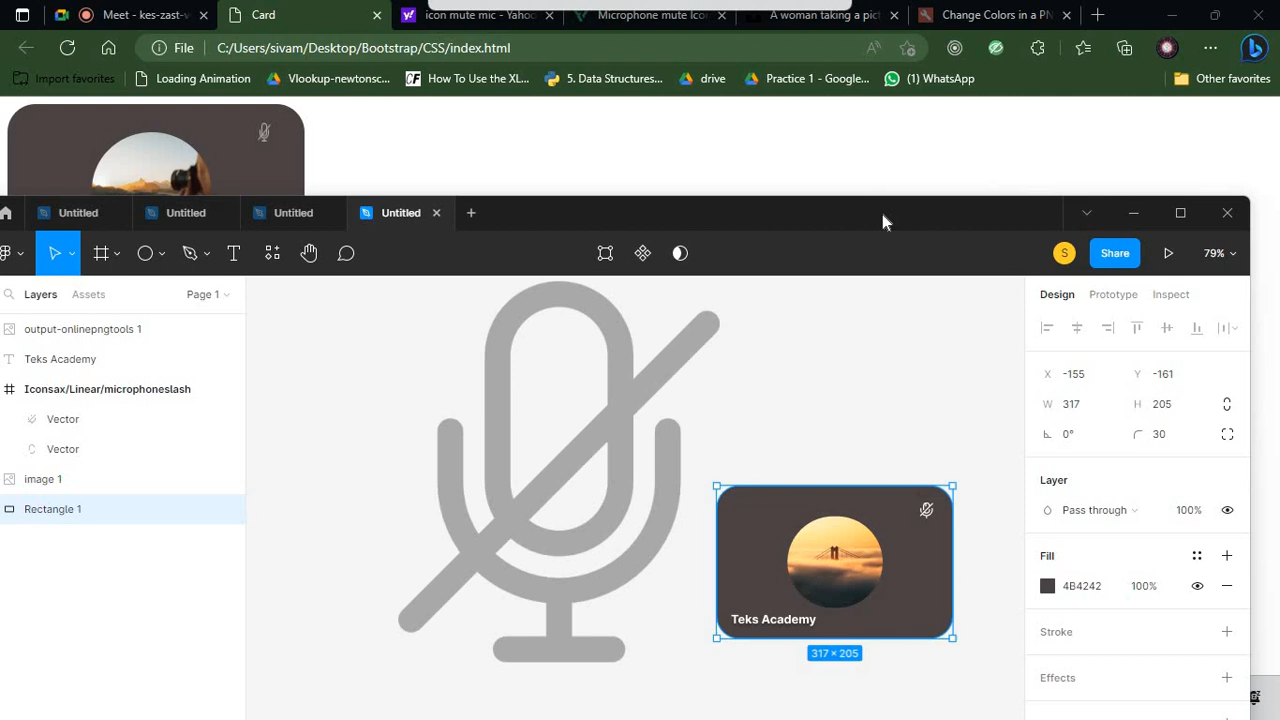 Meet - kes-zast-v
Card
icon mute mic - Yahoo
Microphone mute Icon
A woman taking a pict
Change Colors in a PN
File
C:/Users/sivam/Desktop/Bootstrap/CSS/index.html
Import favorites
Loading Animation
Vlookup-newtonsc...
CF
How To Use the XL...
5. Data Structures...
drive
Practice 1 - Google...
(1) WhatsApp
Other favorites
Untitled
Untitled
Untitled
Untitled
T
S
Share
79%
Layers
Assets
Page 1
Design
Prototype
Inspect
output-onlinepngtools 1
T Teks Academy
Iconsax/Linear/microphoneslash
Vector
Vector
image 1
Rectangle 1
X -155
Y -161
W 317
H 205
0°
30
Layer
Pass through
100%
Fill
4B4242
100%
Stroke
Effects
Teks Academy
317 × 205